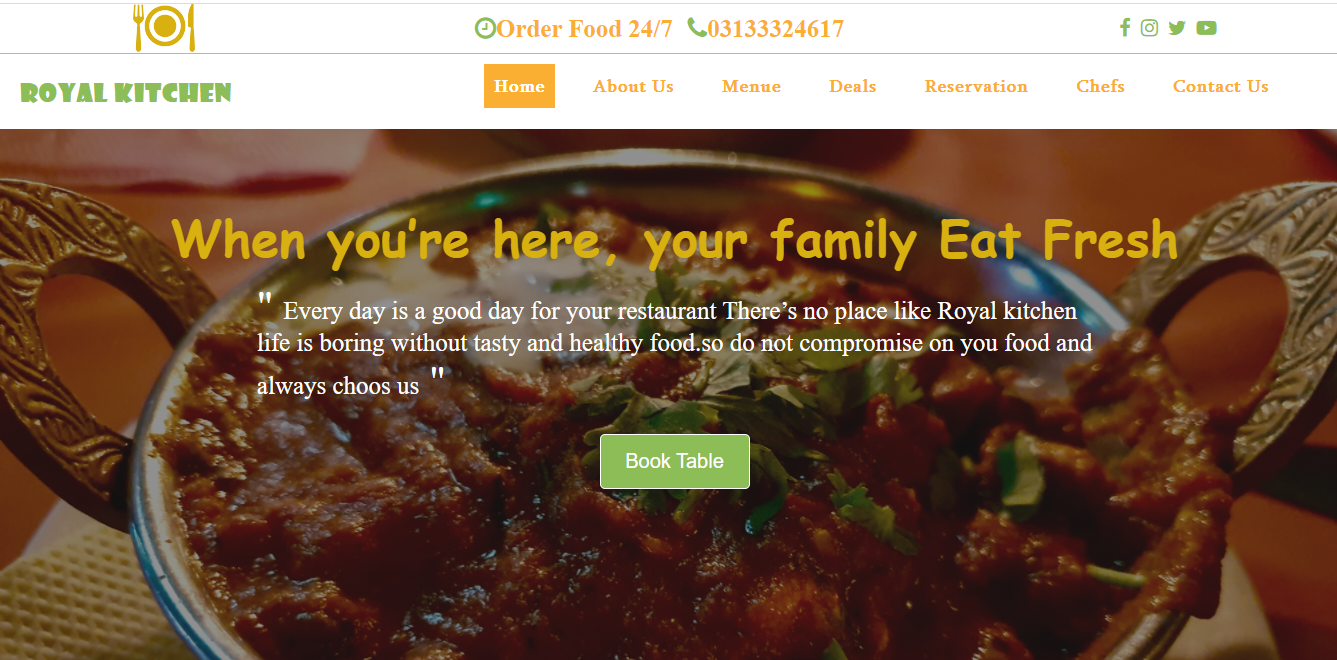 Order Food 24/7 03133324617
ROYAL KITCHEN
Home About Us Menue Deals Reservation Chefs Contact Us
When you're here, your family Eat Fresh
" Every day is a good day for your restaurant There’s no place like Royal kitchen
life is boring without tasty and healthy food.so do not compromise on you food and
always choos us "
Book Table